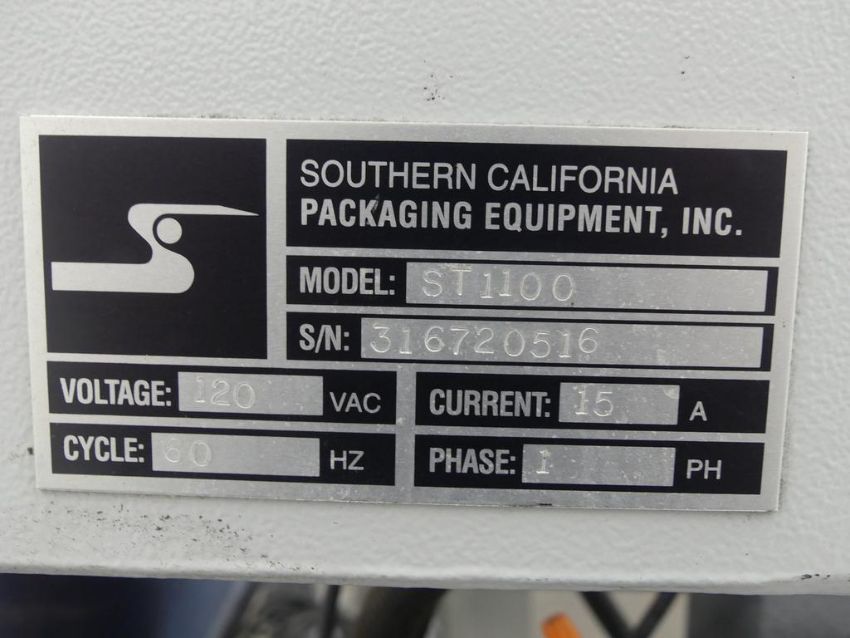 SOUTHERN CALIFORNIA
PACKAGING EQUIPMENT, INC.
MODEL: ST1100
S/N: 316720516
VOLTAGE: 120 VAC
CURRENT: 15 A
CYCLE: 60 HZ
PHASE: 1 PH